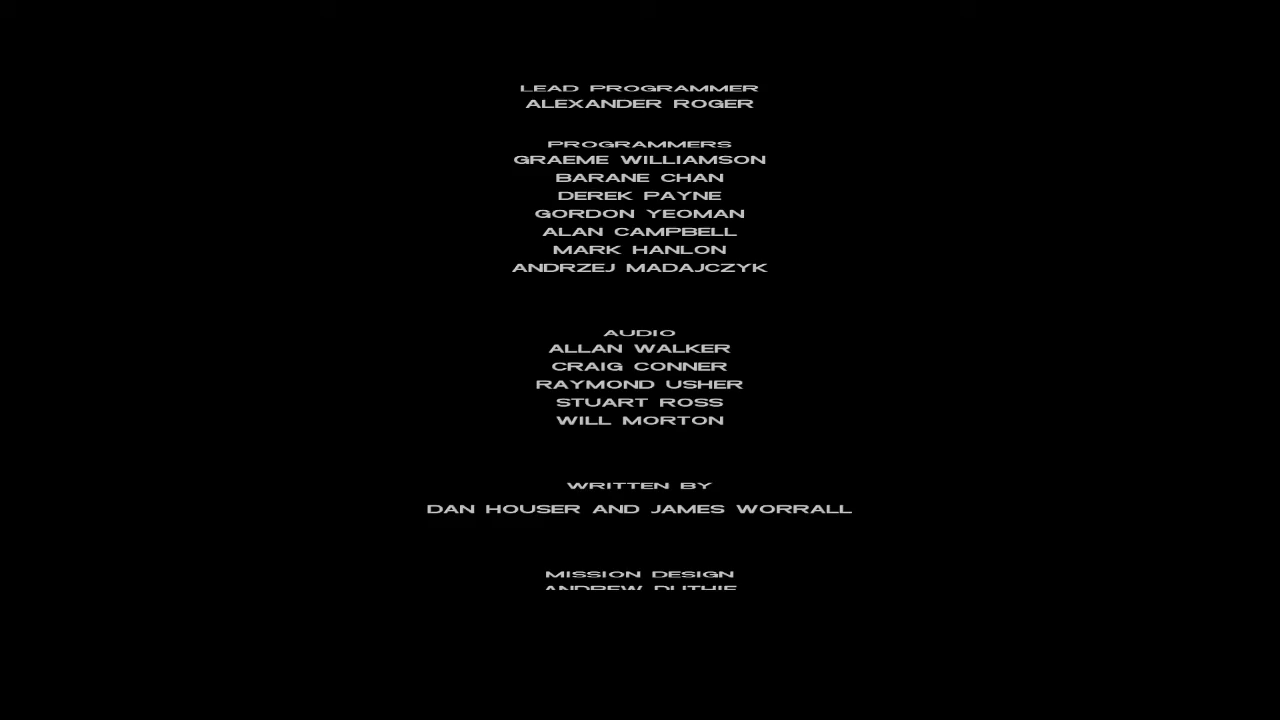 LEAD PROGRAMMER
ALEXANDER ROGER
PROGRAMMERS
GRAEME WILLIAMSON
BARANE CHAN
DEREK PAYNE
GORDON YEOMAN
ALAN CAMPBELL
MARK HANLON
ANDRZEJ MADAJCZYK
AUDIO
ALLAN WALKER
CRAIG CONNER
RAYMOND USHER
STUART ROSS
WILL MORTON
WRITTEN BY
DAN HOUSER AND JAMES WORRALL
MISSION DESIGN
ANDREW DUTHIE